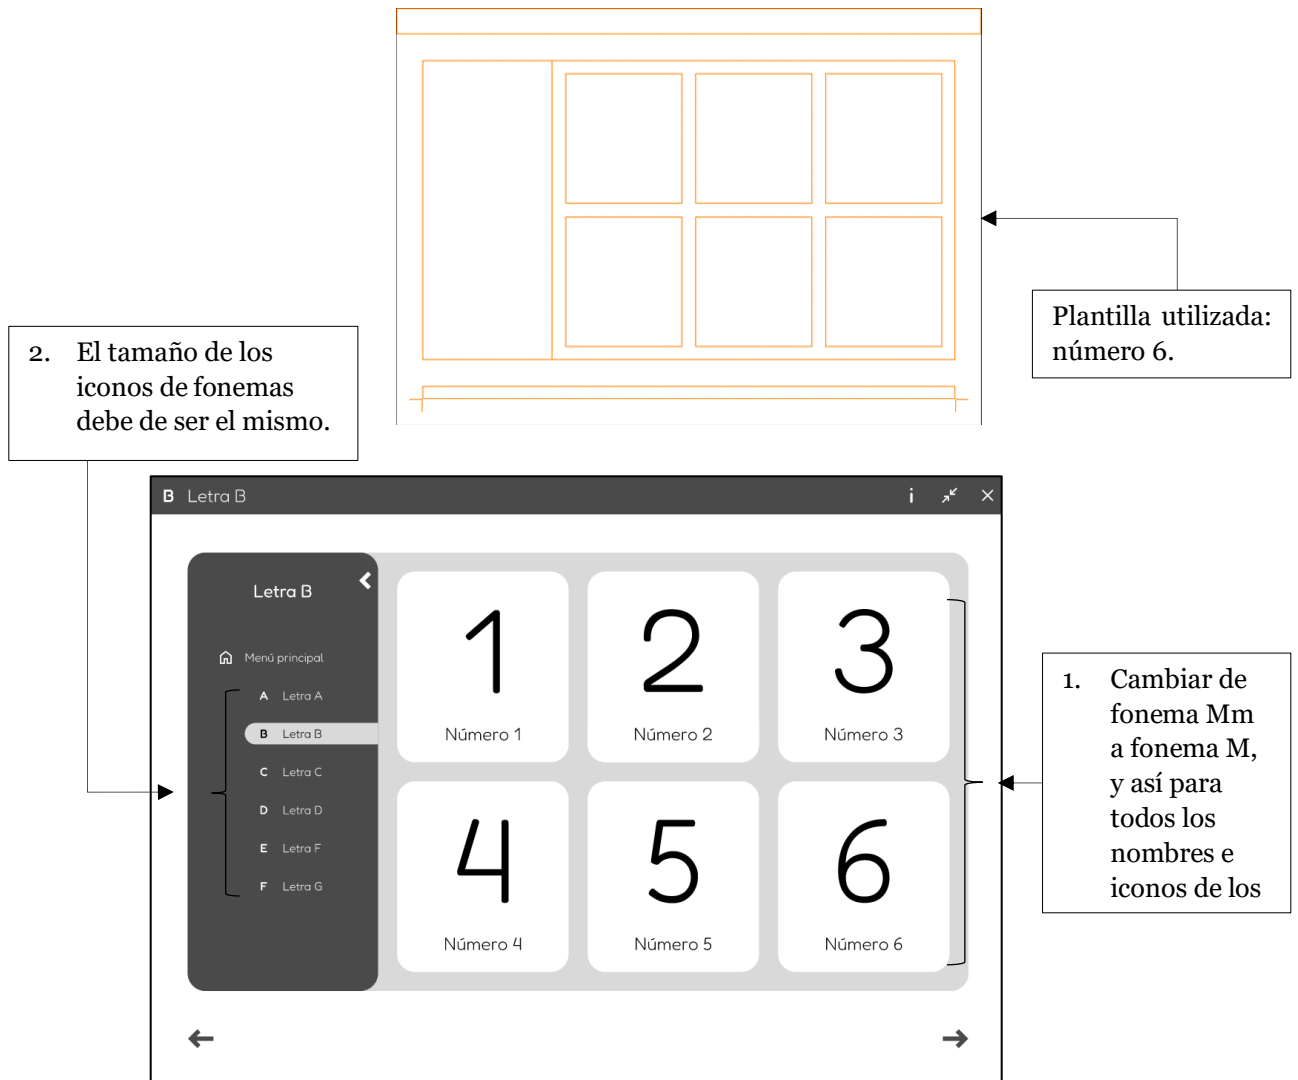 Plantilla utilizada:
número 6.
2. El tamaño de los
iconos de fonemas
debe de ser el mismo.
B Letra B
i
Letra B
Menú principal
A Letra A
B Letra B
C Letra C
D Letra D
E Letra F
F Letra G
1
2
3
Número 1
Número 2
Número 3
4
5
6
Número 4
Número 5
Número 6
1. Cambiar de
fonema Mm
a fonema M,
y así para
todos los
nombres e
iconos de los